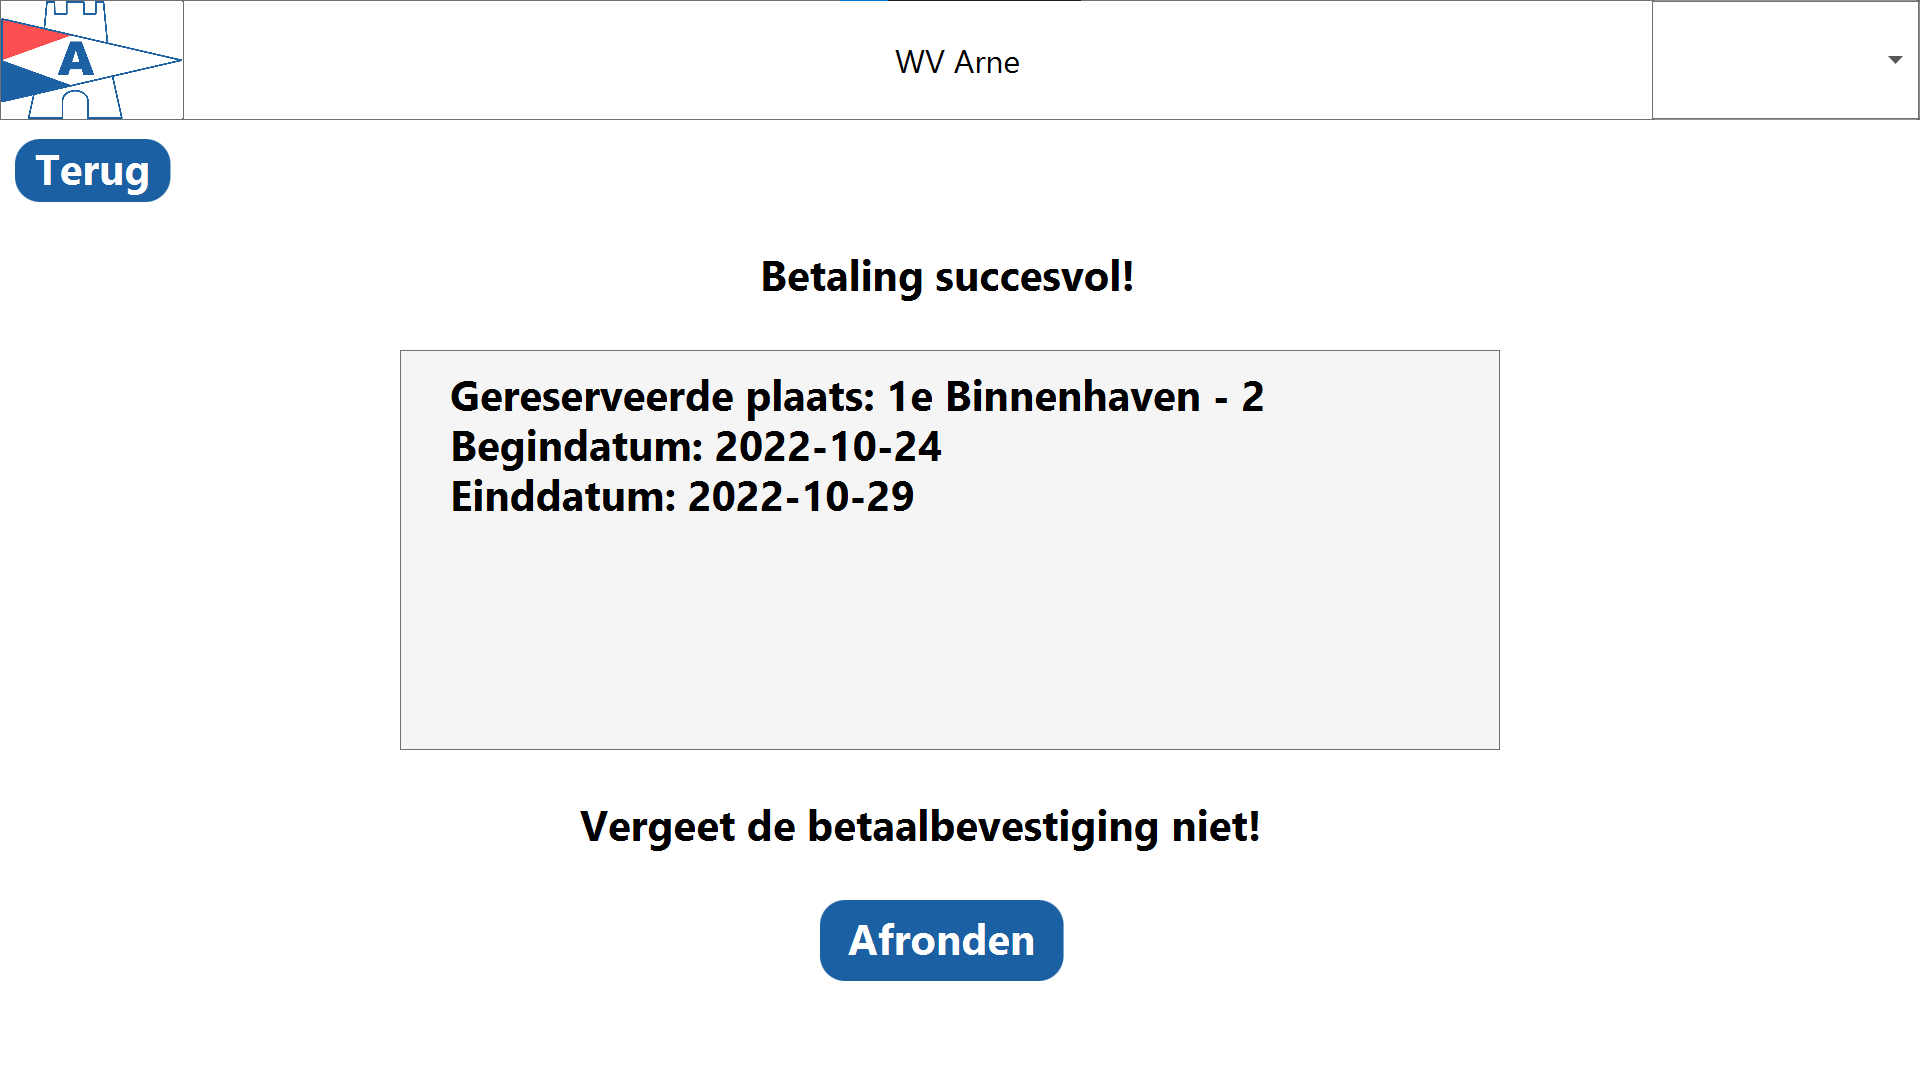 A
WV Arne
Terug
Betaling succesvol!
Gereserveerde plaats: 1e Binnenhaven - 2
Begindatum: 2022-10-24
Einddatum: 2022-10-29
Vergeet de betaalbevestiging niet!
Afronden